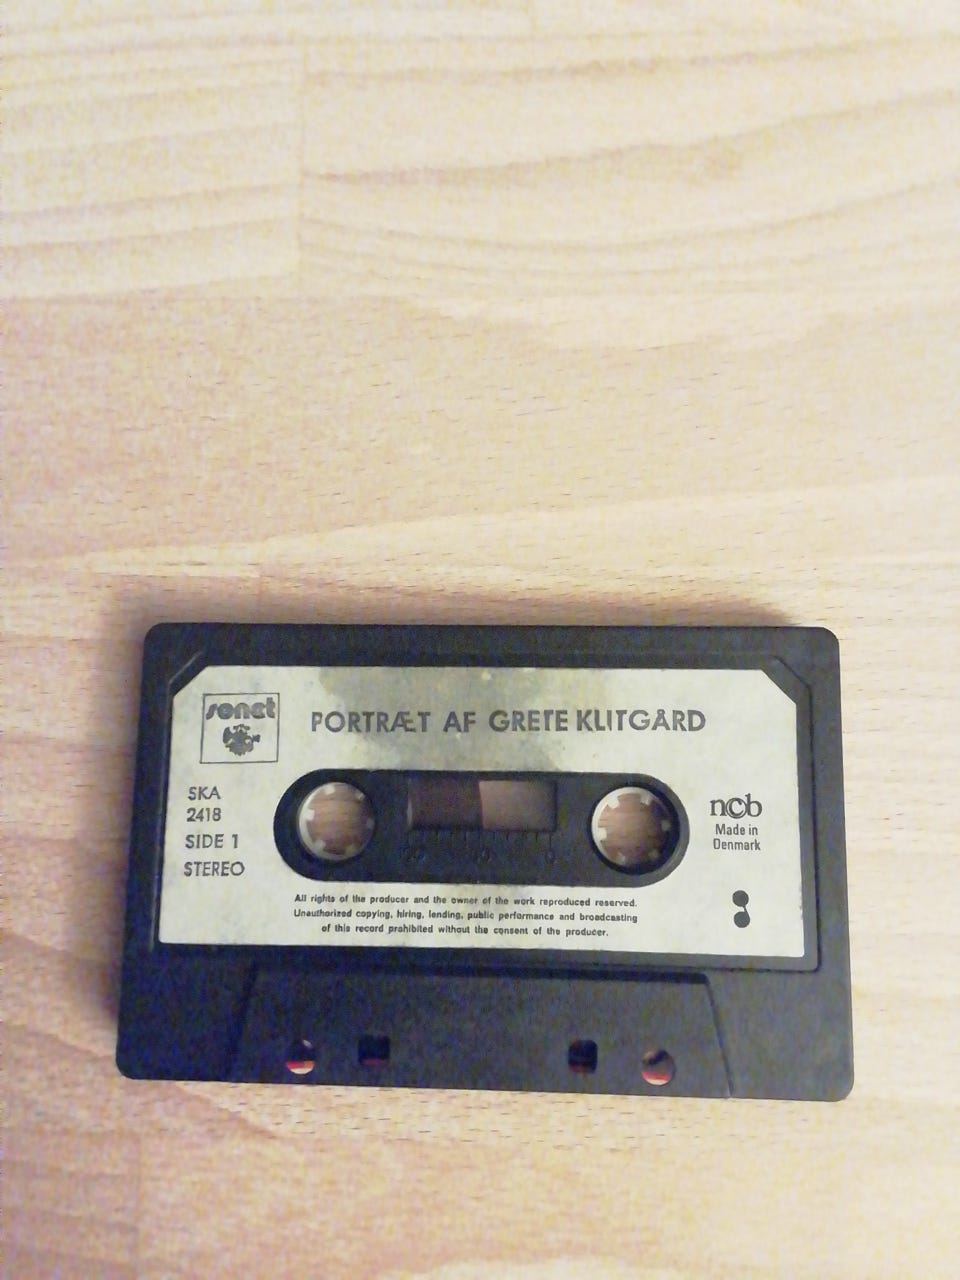 sonet
PORTRÆT AF GRETE KLITGÅRD
SKA
2418
SIDE 1
STEREO
ncb
Made in
Denmark
All rights of the producer and the owner of the work reproduced reserved.
Unauthorized copying, hiring, lending, public performance and broadcasting
of this record prohibited without the consent of the producer.